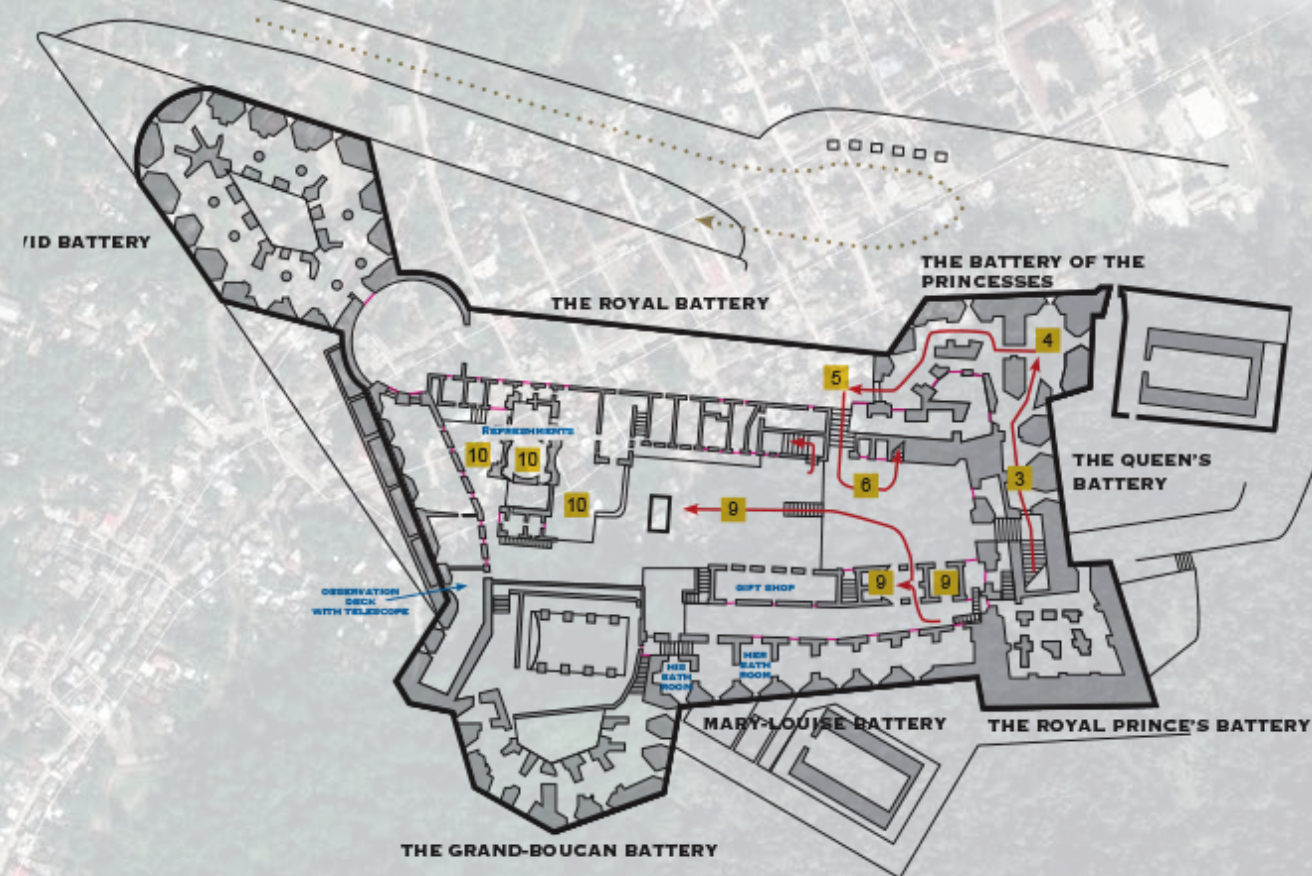 /ID BATTERY
THE ROYAL BATTERY
THE BATTERY OF THE
PRINCESSES
4
5
REFRESHMENTS
10
10
10
9
6
3
THE QUEEN'S
BATTERY
OBSERVATION
DECK
WITH TELESCOPE
GIFT SHOP
9
9
HIS
BATH
ROOM
HER
BATH
ROOM
MARY-LOUISE BATTERY
THE ROYAL PRINCE'S BATTERY
THE GRAND-BOUCAN BATTERY